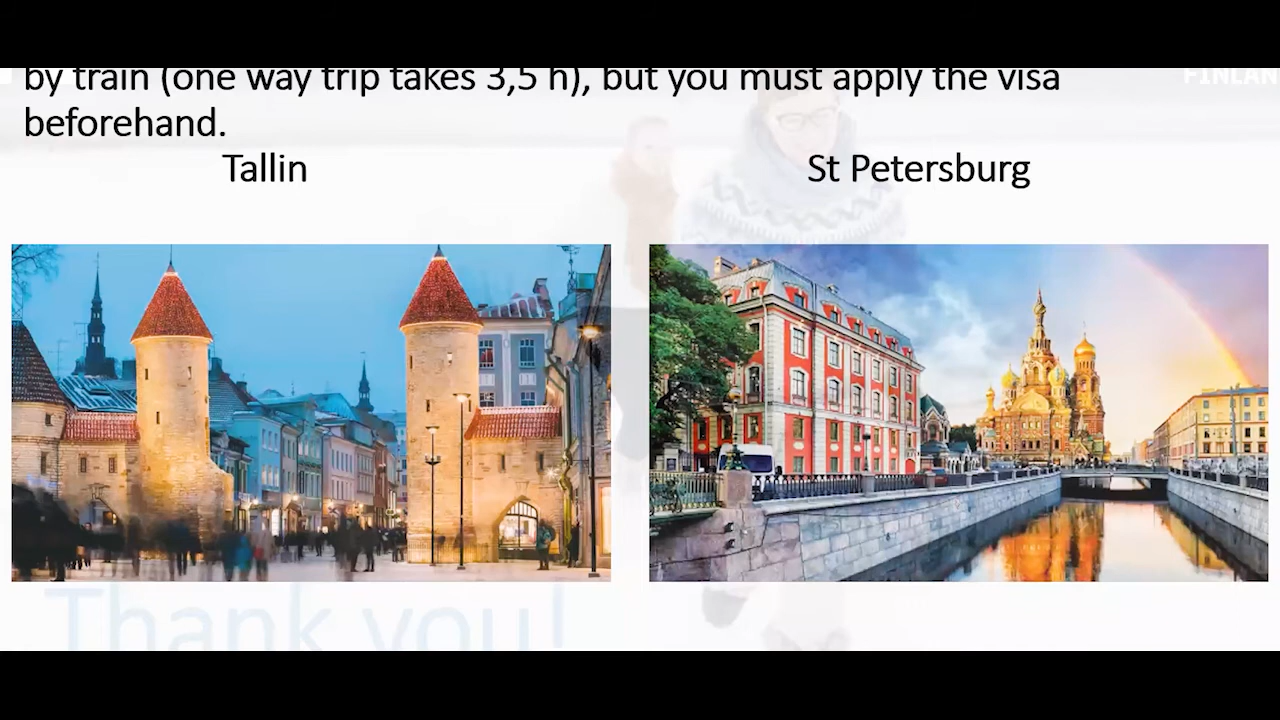 FINLAN
by train (one way trip takes 3,5 h), but you must apply the visa
beforehand.
Tallin
St Petersburg
Thank you!